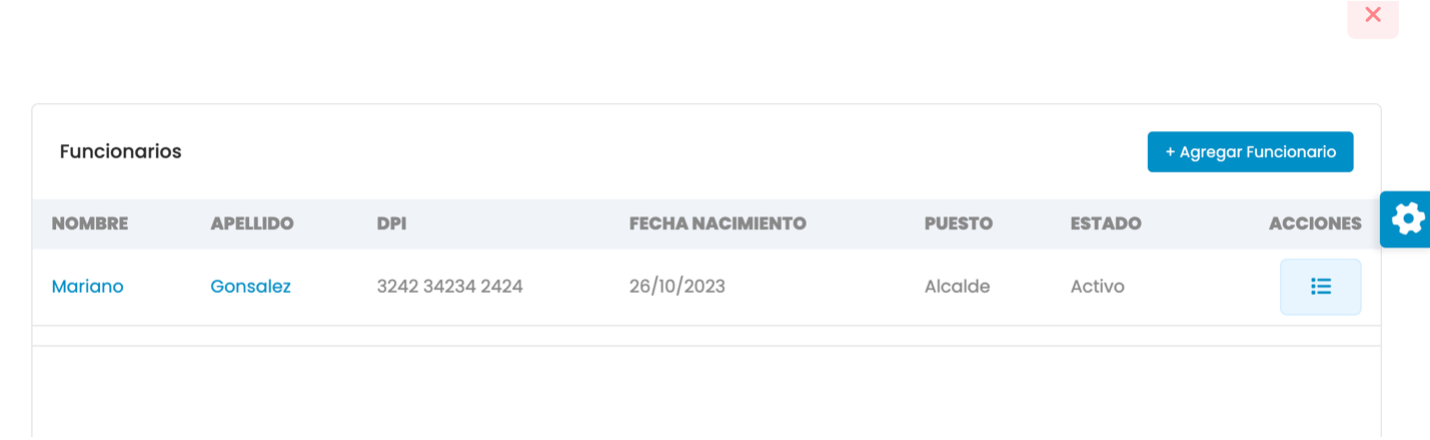 Funcionarios
+ Agregar Funcionario
NOMBRE APELLIDO DPI FECHA NACIMIENTO PUESTO ESTADO ACCIONES
Mariano Gonsalez 3242 34234 2424 26/10/2023 Alcalde Activo